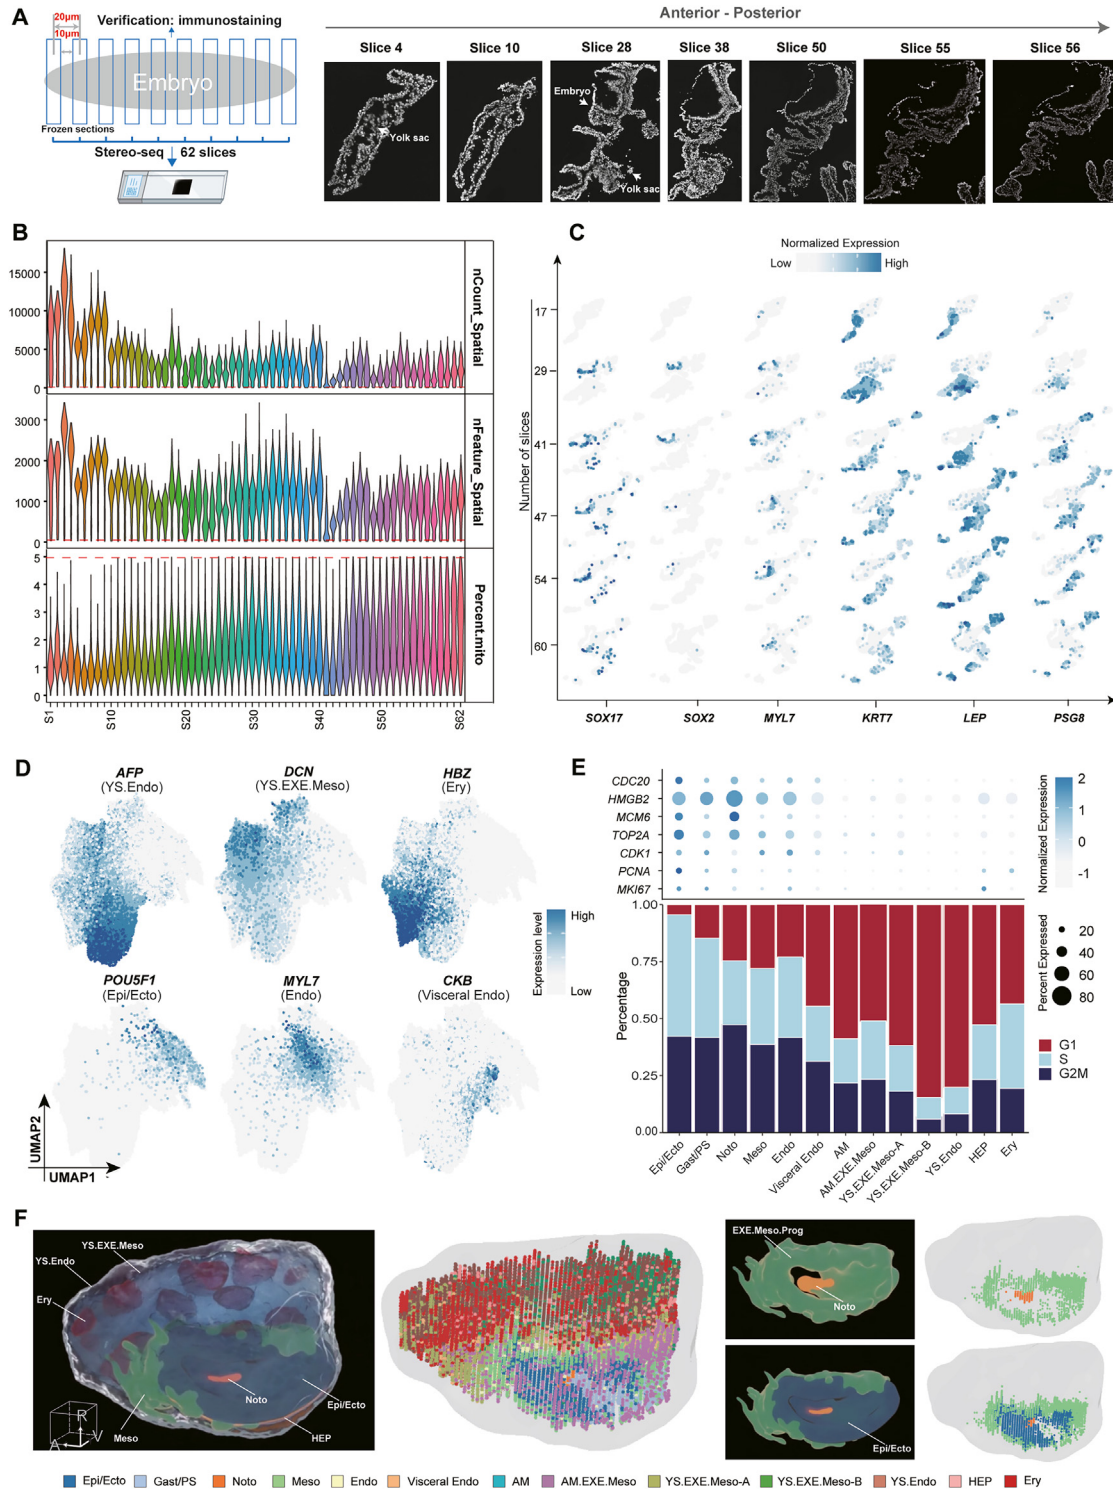 A
20μm
10μm
Verification: immunostaining
Embryo
Frozen sections
Stereo-seq 62 slices
Anterior - Posterior
Slice 4 Slice 10 Slice 28 Slice 38 Slice 50 Slice 55 Slice 56
Yolk sac
Embryo
Yolk sac
B
15000
10000
5000
0
nCount_Spatial
3000
2000
1000
0
nFeature_Spatial
5
4
3
2
1
0
Percent.mito
S1 S10 S20 S30 S40 S50 S62
C
Normalized Expression
Low High
Number of slices
17
29
41
47
54
60
SOX17 SOX2 MYL7 KRT7 LEP PSG8
D
AFP DCN HBZ
(YS.Endo) (YS.EXE.Meso) (Ery)
POU5F1 MYL7 CKB
(Epi/Ecto) (Endo) (Visceral Endo)
Expression level
High
Low
UMAP2
UMAP1
E
CDC20
HMGB2
MCM6
TOP2A
CDK1
PCNA
MKI67
Normalized Expression
2
1
0
-1
Percent Expressed
20
40
60
80
G1
S
G2M
Percentage
1.00
0.75
0.50
0.25
0.00
Epi/Ecto Gast/PS Noto Meso Endo Visceral Endo AM AM.EXE.Meso YS.EXE.Meso-A YS.EXE.Meso-B YS.Endo HEP Ery
F
YS.EXE.Meso
YS.Endo
Ery
Noto
Epi/Ecto
Meso
HEP
R
A
V
EXE.Meso.Prog
Noto
Epi/Ecto
Epi/Ecto Gast/PS Noto Meso Endo Visceral Endo AM AM.EXE.Meso YS.EXE.Meso-A YS.EXE.Meso-B YS.Endo HEP Ery